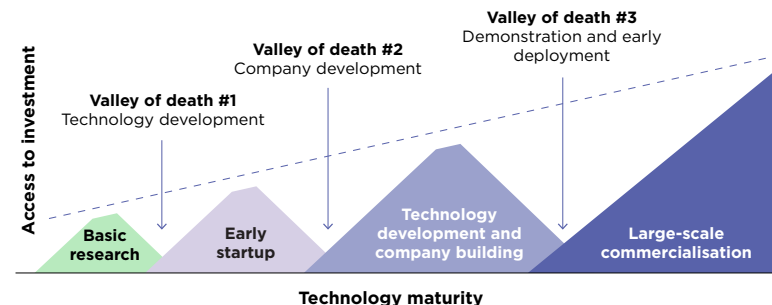 Valley of death #3
Demonstration and early
deployment
Valley of death #2
Company development
Valley of death #1
Technology development
Access to investment
Basic
research
Early
startup
Technology
development and
company building
Large-scale
commercialisation
Technology maturity